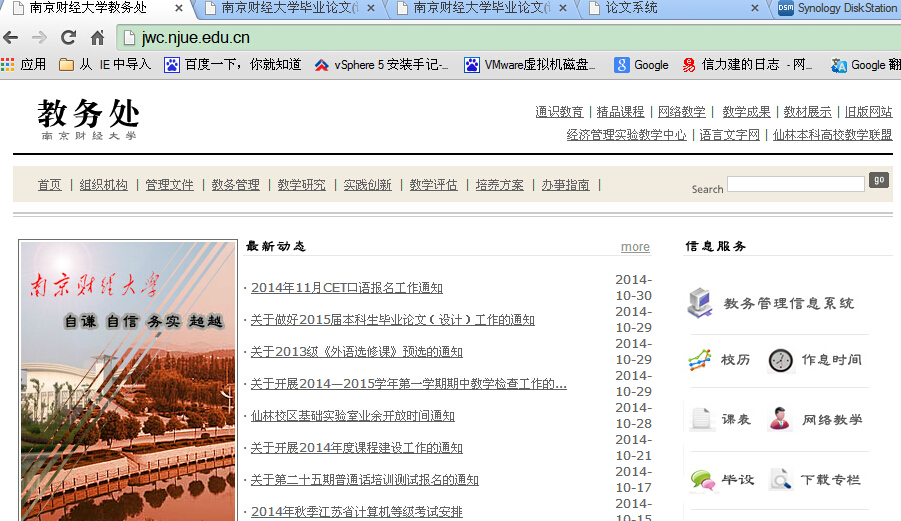 南京财经大学教务处 南京财经大学毕业论文( 南京财经大学毕业论文( 论文系统 Synology DiskStation
jwc.njue.edu.cn
应用 从 IE 中导入 百度一下，你就知道 vSphere 5 安装手记-... VMware虚拟机磁盘... Google 信力建的日志 - 网... Google 翻
教务处
南京财经大学
通识教育 | 精品课程 | 网络教学 | 教学成果 | 教材展示 | 旧版网站
经济管理实验教学中心 | 语言文字网 | 仙林本科高校教学联盟
首页 | 组织机构 | 管理文件 | 教务管理 | 教学研究 | 实践创新 | 教学评估 | 培养方案 | 办事指南 |
Search go
南京财经大学
自谦 自信 务实 超越
最新动态 more
· 2014年11月CET口语报名工作通知 2014-10-30
· 关于做好2015届本科生毕业论文（设计）工作的通知 2014-10-29
· 关于2013级《外语选修课》预选的通知 2014-10-29
· 关于开展2014—2015学年第一学期期中教学检查工作的... 2014-10-29
· 仙林校区基础实验室业余开放时间通知 2014-10-28
· 关于开展2014年度课程建设工作的通知 2014-10-21
· 关于第二十五期普通话培训测试报名的通知 2014-10-17
· 2014年秋季江苏省计算机等级考试安排 2014-10-15
信息服务
教务管理信息系统
校历 作息时间
课表 网络教学
毕设 下载专栏